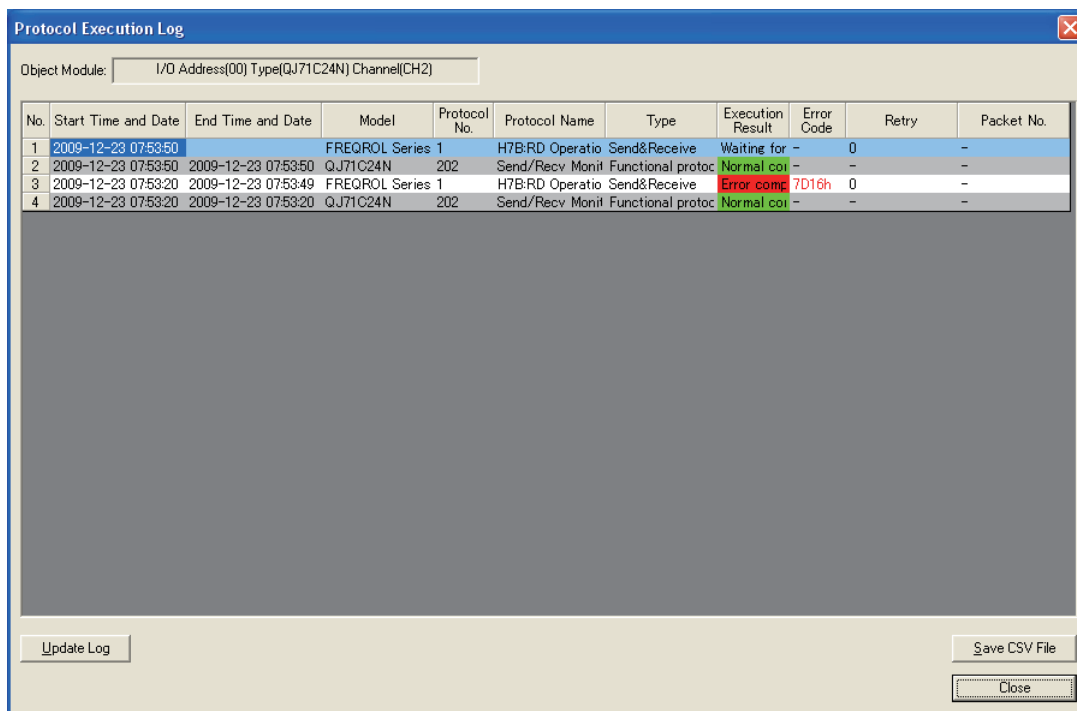 Protocol Execution Log
Object Module: I/O Address(00) Type(QJ71C24N) Channel(CH2)
No. Start Time and Date End Time and Date Model Protocol No. Protocol Name Type Execution Result Error Code Retry Packet No.
1 2009-12-23 07:53:50 FREQROL Series 1 H7B:RD Operatio Send&Receive Waiting for - 0 -
2 2009-12-23 07:53:50 2009-12-23 07:53:50 QJ71C24N 202 Send/Recv Monit Functional protoc Normal coı - - -
3 2009-12-23 07:53:20 2009-12-23 07:53:49 FREQROL Series 1 H7B:RD Operatio Send&Receive Error comp 7D16h 0 -
4 2009-12-23 07:53:20 2009-12-23 07:53:20 QJ71C24N 202 Send/Recv Monit Functional protoc Normal coı - - -
Update Log
Save CSV File
Close